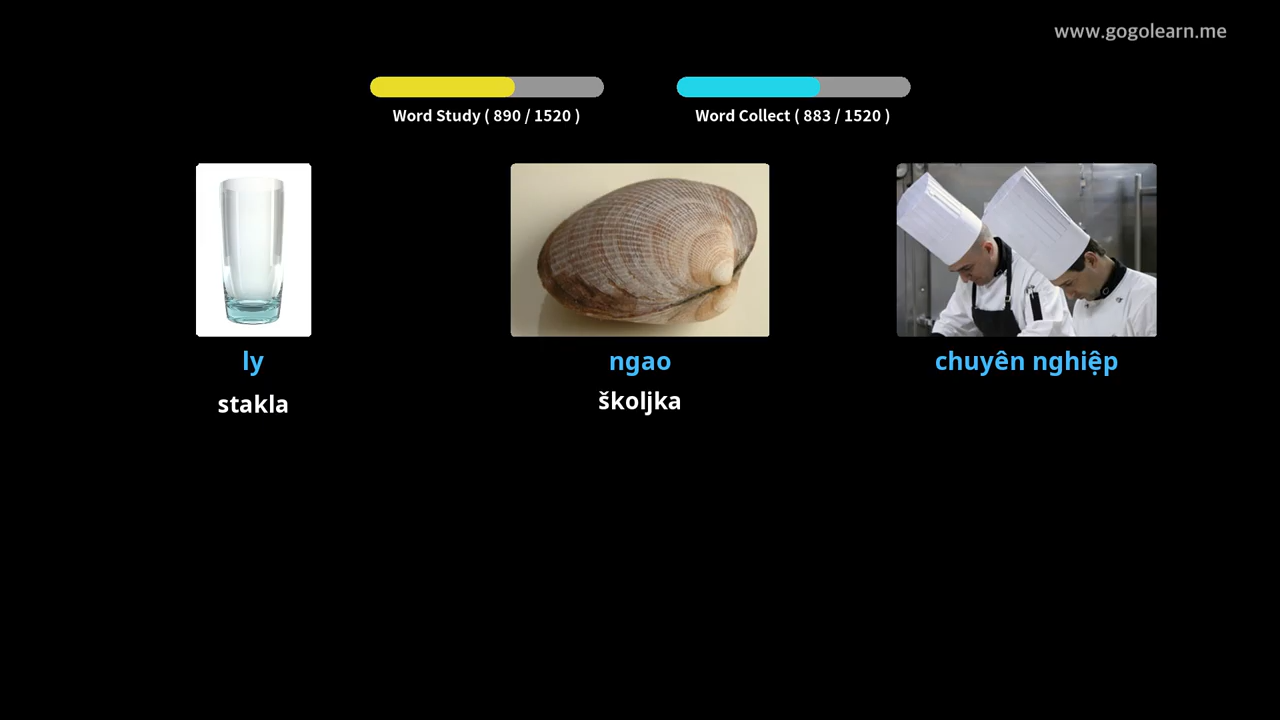 www.gogolearn.me
Word Study ( 890 / 1520 )
Word Collect ( 883 / 1520 )
ly
ngao
chuyên nghiệp
stakla
školjka